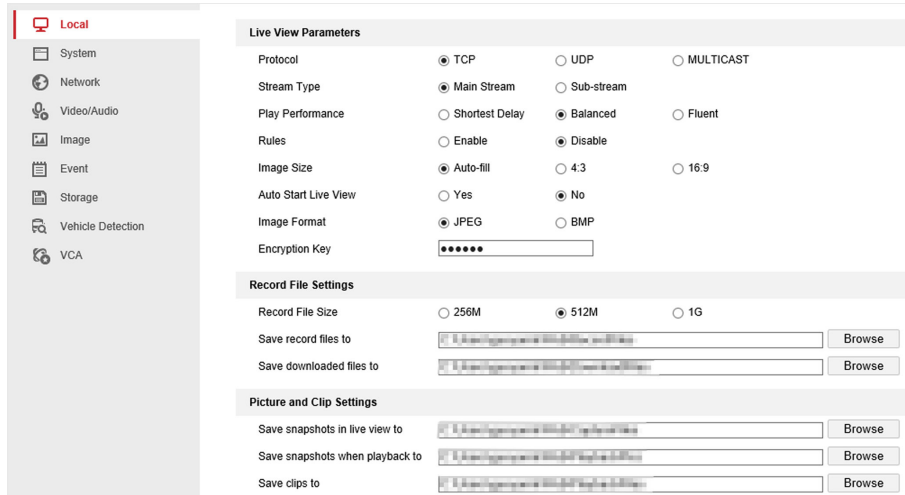 Local
System
Network
Video/Audio
Image
Event
Storage
Vehicle Detection
VCA
Live View Parameters
Protocol TCP UDP MULTICAST
Stream Type Main Stream Sub-stream
Play Performance Shortest Delay Balanced Fluent
Rules Enable Disable
Image Size Auto-fill 4:3 16:9
Auto Start Live View Yes No
Image Format JPEG BMP
Encryption Key ••••••
Record File Settings
Record File Size 256M 512M 1G
Save record files to Browse
Save downloaded files to Browse
Picture and Clip Settings
Save snapshots in live view to Browse
Save snapshots when playback to Browse
Save clips to Browse